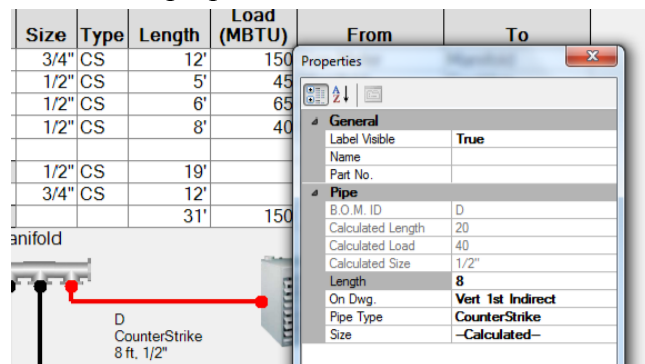 Size Type Length Load (MBTU) From To
3/4" CS 12' 150
1/2" CS 5' 45
1/2" CS 6' 65
1/2" CS 8' 40
1/2" CS 19'
3/4" CS 12'
31' 150
anifold
D
CounterStrike
8 ft, 1/2"
Properties
General
Label Visible True
Name
Part No.
Pipe
B.O.M. ID D
Calculated Length 20
Calculated Load 40
Calculated Size 1/2"
Length 8
On Dwg. Vert 1st Indirect
Pipe Type CounterStrike
Size --Calculated--